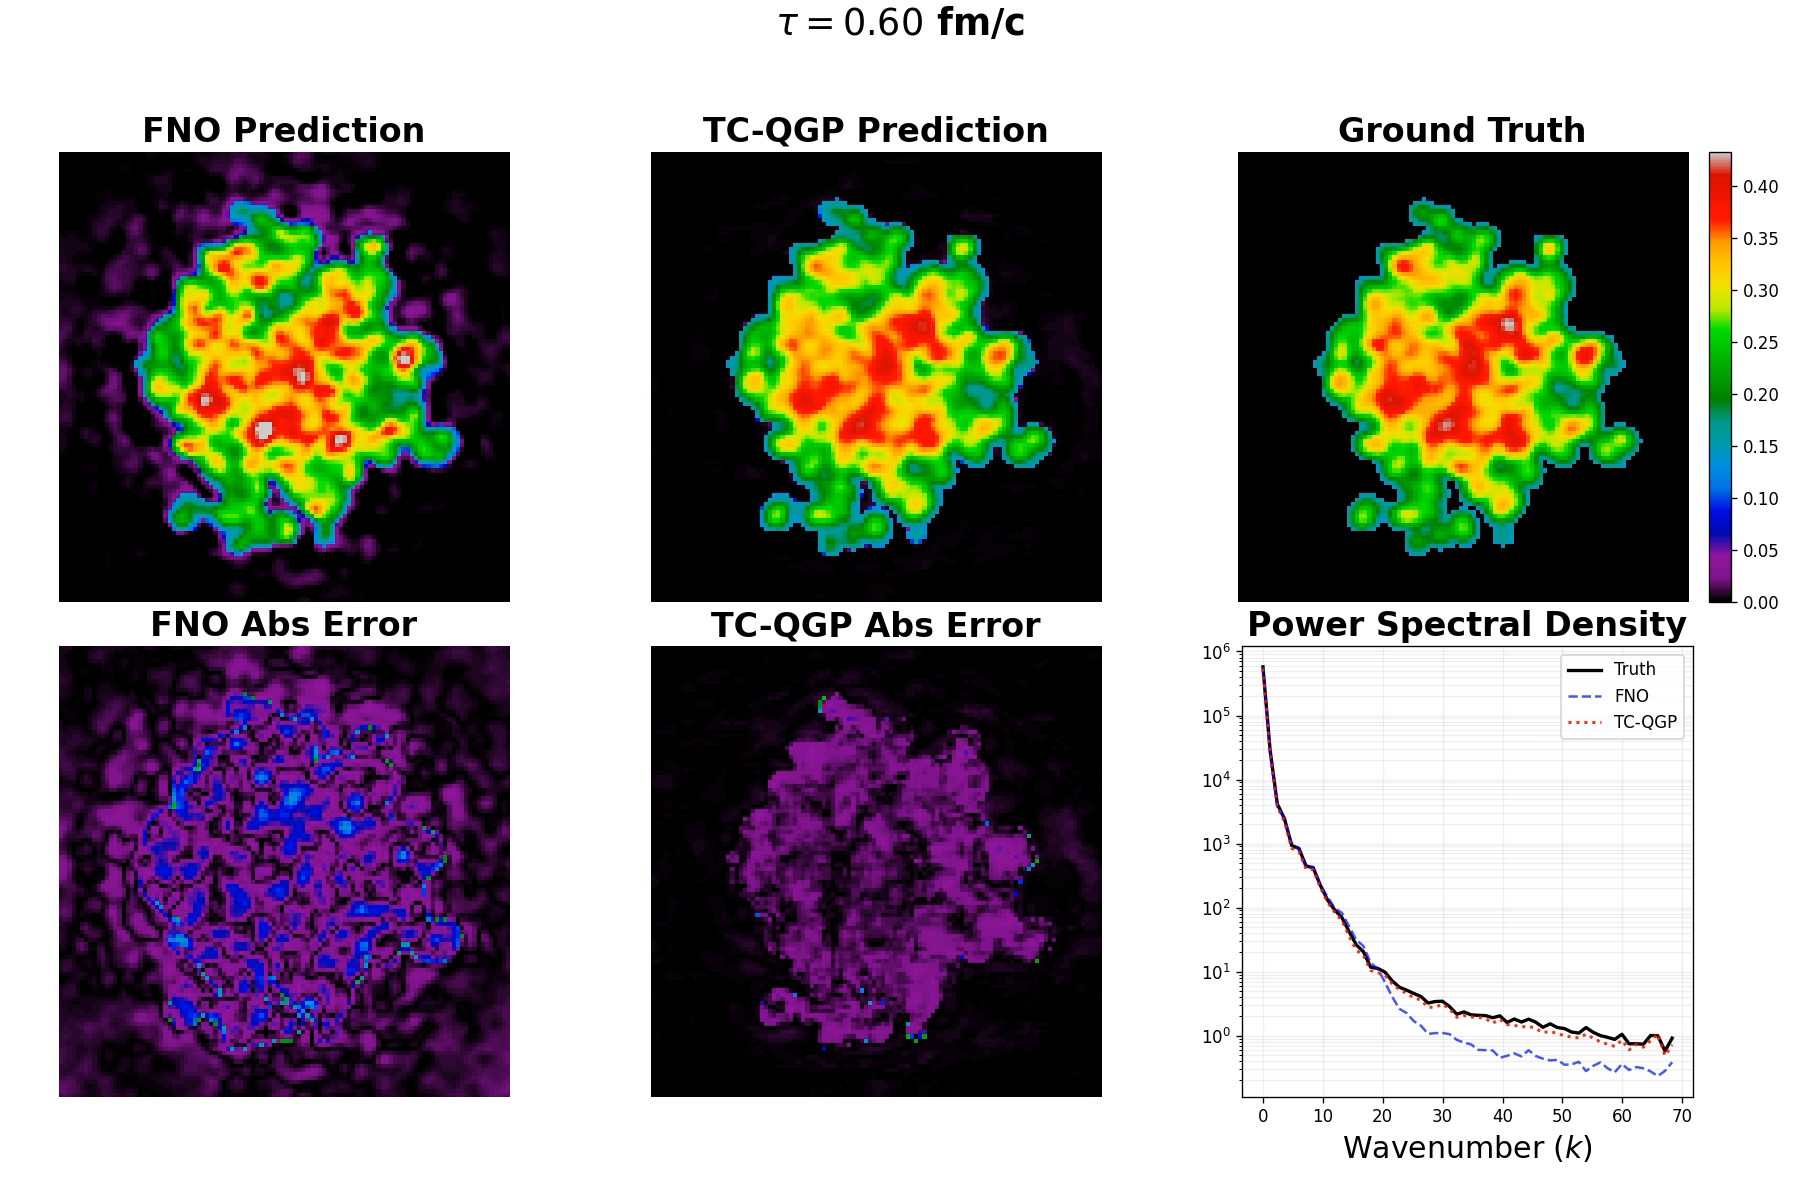 τ = 0.60 fm/c
FNO Prediction
TC-QGP Prediction
Ground Truth
0.40
0.35
0.30
0.25
0.20
0.15
0.10
0.05
0.00
FNO Abs Error
TC-QGP Abs Error
Power Spectral Density
10⁶
10⁵
10⁴
10³
10²
10¹
10⁰
Truth
FNO
TC-QGP
0 10 20 30 40 50 60 70
Wavenumber (k)